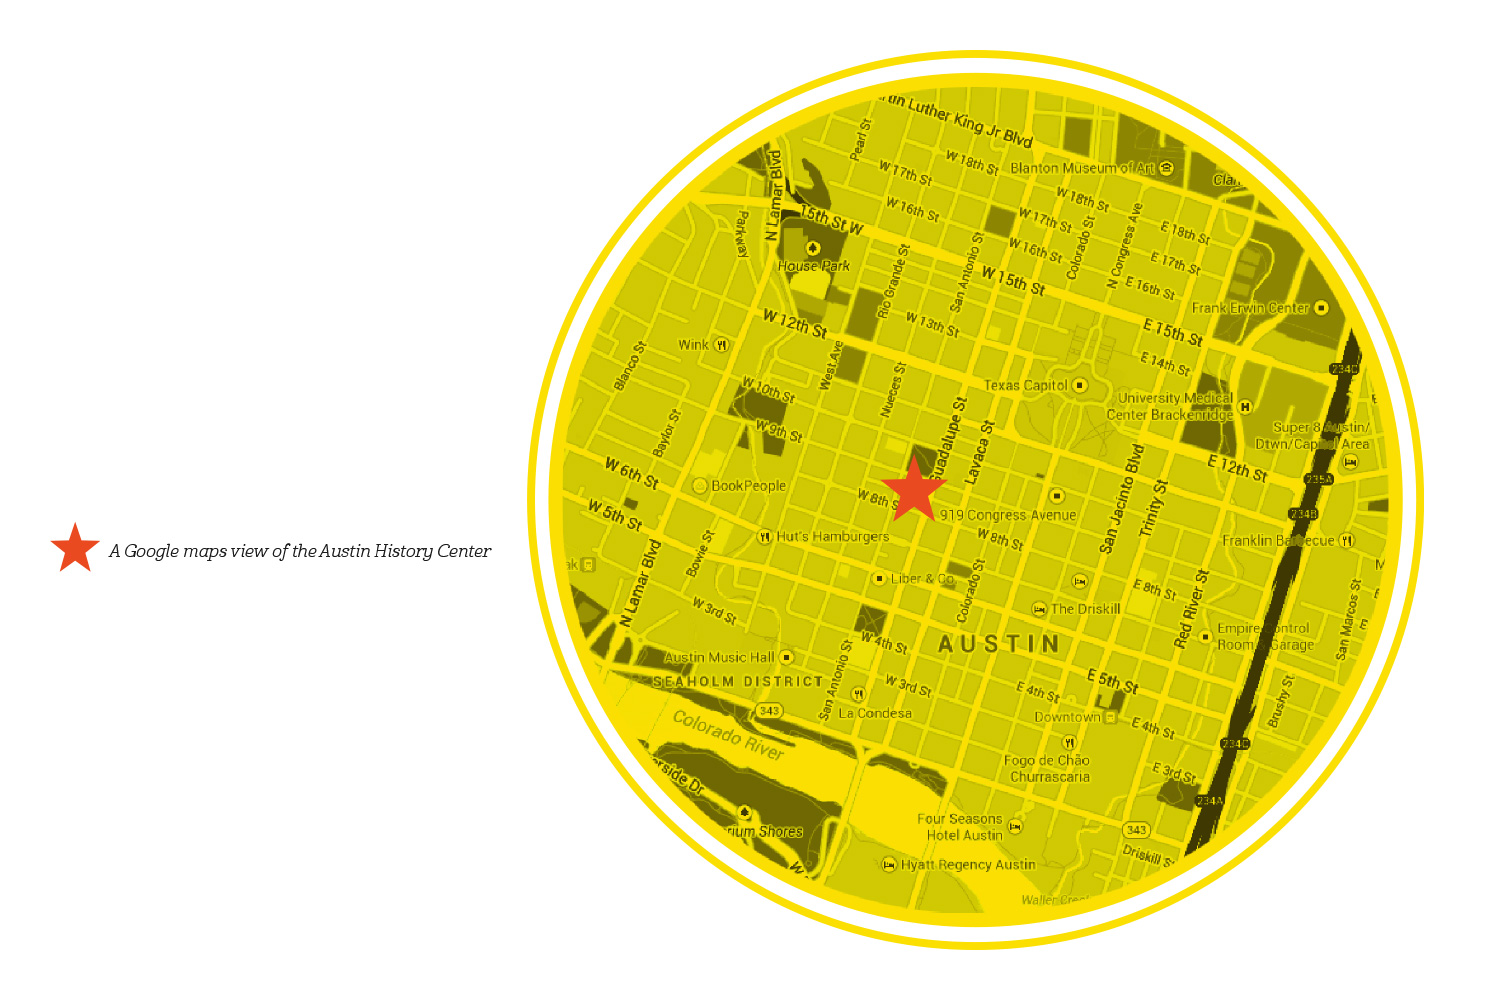 A Google maps view of the Austin History Center
Luther King Jr Blvd
Pearl St
W 18th St
Blanton Museum of Art
W 17th St
N Lamar Blvd
Parkway
15th St W
W 16th St
W 18th St
W 17th St
Colorado St
N Congress Ave
E 18th St
House Park
W 16th St
E 17th St
San Antonio St
Rio Grande St
W 15th St
E 16th St
Frank Erwin Center
W 12th St
W 13th St
E 15th St
Wink
Blanco St
West Ave
E 14th St
234C
W 10th St
Nueces St
Texas Capitol
University Medical
Center Brackenridge
Baylor St
W 9th St
Guadalupe St
Lavaca St
Super 8 Austin/
Dtwn/Capitol Area
W 6th St
San Jacinto Blvd
E 12th St
235A
BookPeople
W 8th St
919 Congress Avenue
Trinity St
234B
W 5th St
Hut's Hamburgers
W 8th St
Franklin Barbecue
Bowie St
N Lamar Blvd
Liber & Co.
Colorado St
E 8th St
Red River St
San Marcos St
W 3rd St
The Driskill
Empire Control
Room & Garage
W 4th St
AUSTIN
Austin Music Hall
SEAHOLM DISTRICT
San Antonio St
W 3rd St
E 5th St
E 4th St
Brushy St
343
La Condesa
Downtown
E 4th St
Colorado River
234C
Fogo de Chão
Churrascaria
E 3rd St
234A
Four Seasons
Hotel Austin
343
Driskill St
Hyatt Regency Austin
Waller Creek
erside Dr
rium Shores